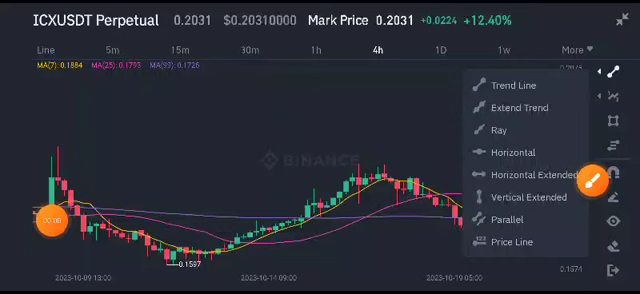 ICXUSDT Perpetual 0.2031 $0.20310000 Mark Price 0.2031 +0.0224 +12.40%
Line 5m 15m 30m 1h 4h 1D 1w More
MA(7): 0.1884 MA(25): 0.1793 MA(99): 0.1726
Trend Line
Extend Trend
Ray
Horizontal
BINANCE
Horizontal Extended
Vertical Extended
00:00
Parallel
Price Line
0.1597
0.1574
2023-10-09 13:00 2023-10-14 09:00 2023-10-19 05:00